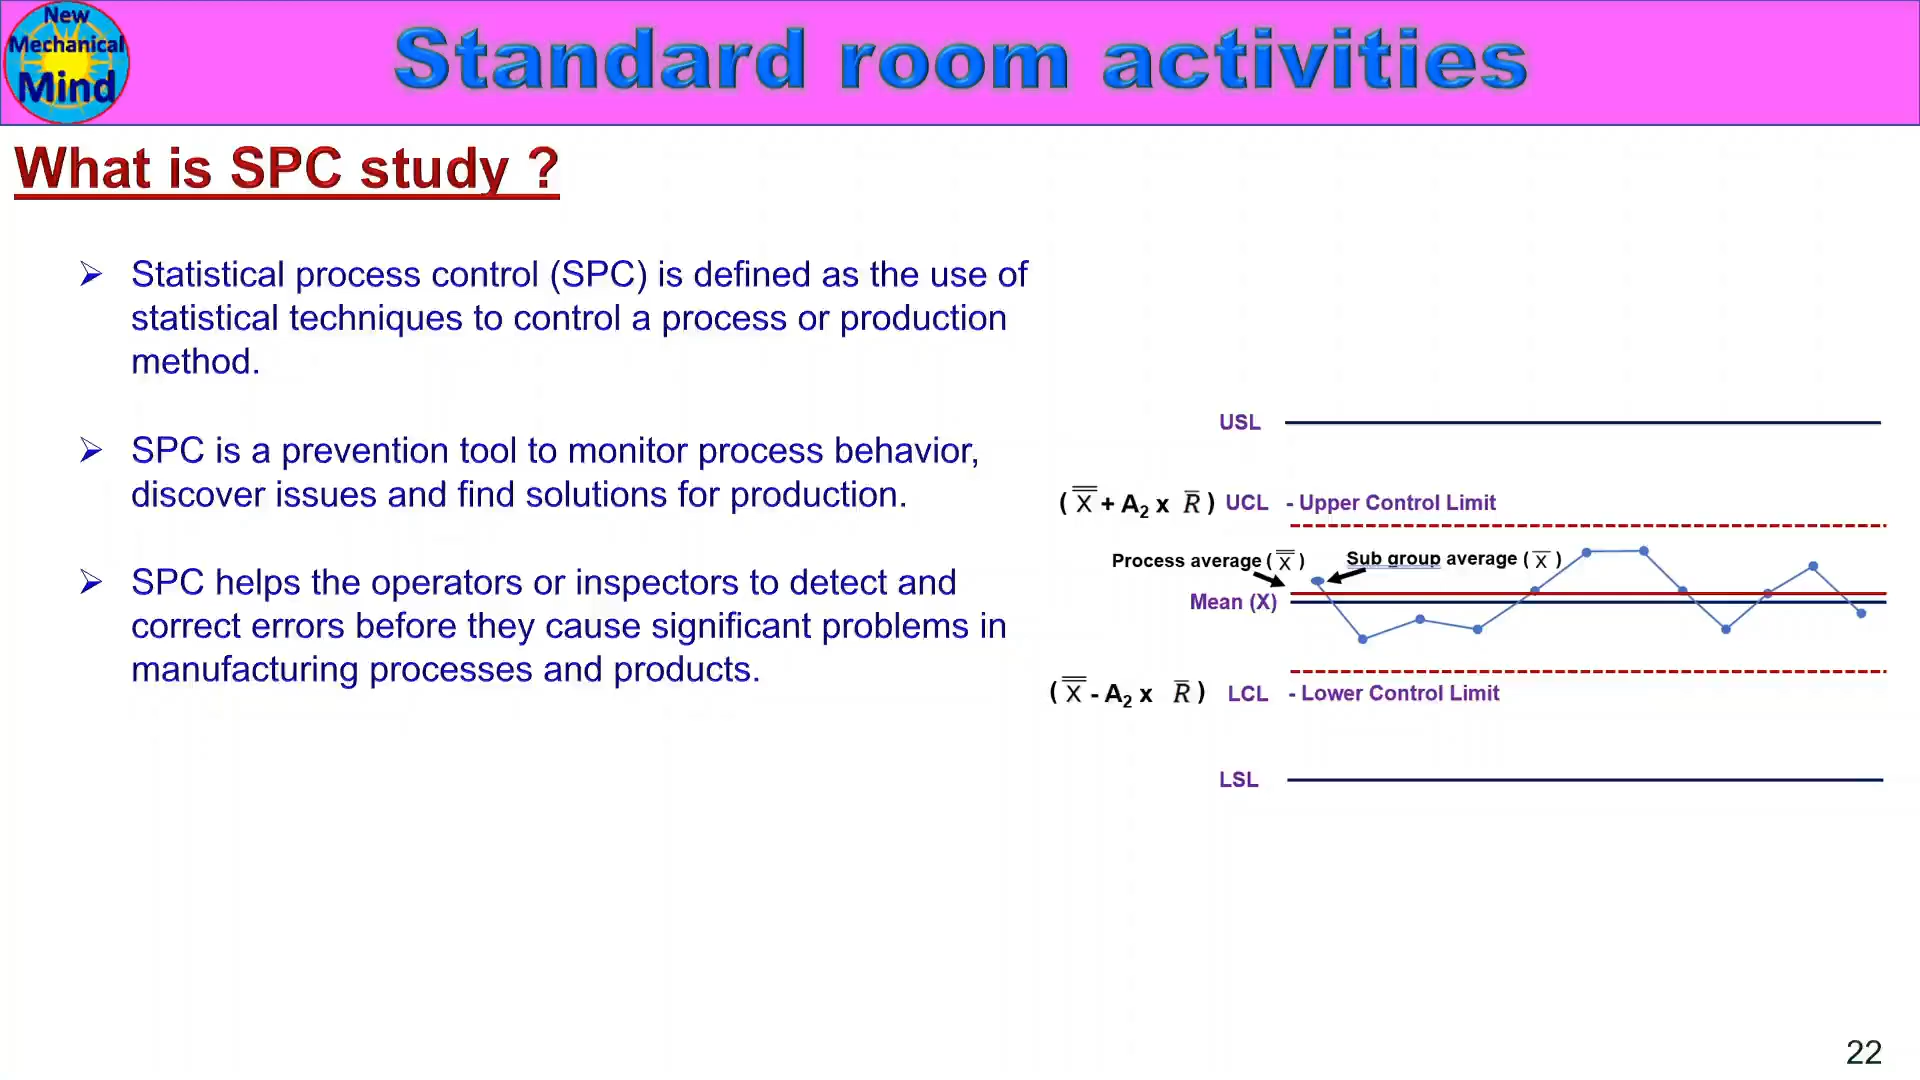 New
Mechanical
Mind
Standard room activities
What is SPC study ?
➢ Statistical process control (SPC) is defined as the use of
statistical techniques to control a process or production
method.
➢ SPC is a prevention tool to monitor process behavior,
discover issues and find solutions for production.
➢ SPC helps the operators or inspectors to detect and
correct errors before they cause significant problems in
manufacturing processes and products.
USL
( X̿ + A₂ x R̅ ) UCL - Upper Control Limit
Process average ( X̿ ) Sub group average ( X̅ )
Mean (X)
( X̿ - A₂ x R̅ ) LCL - Lower Control Limit
LSL
22